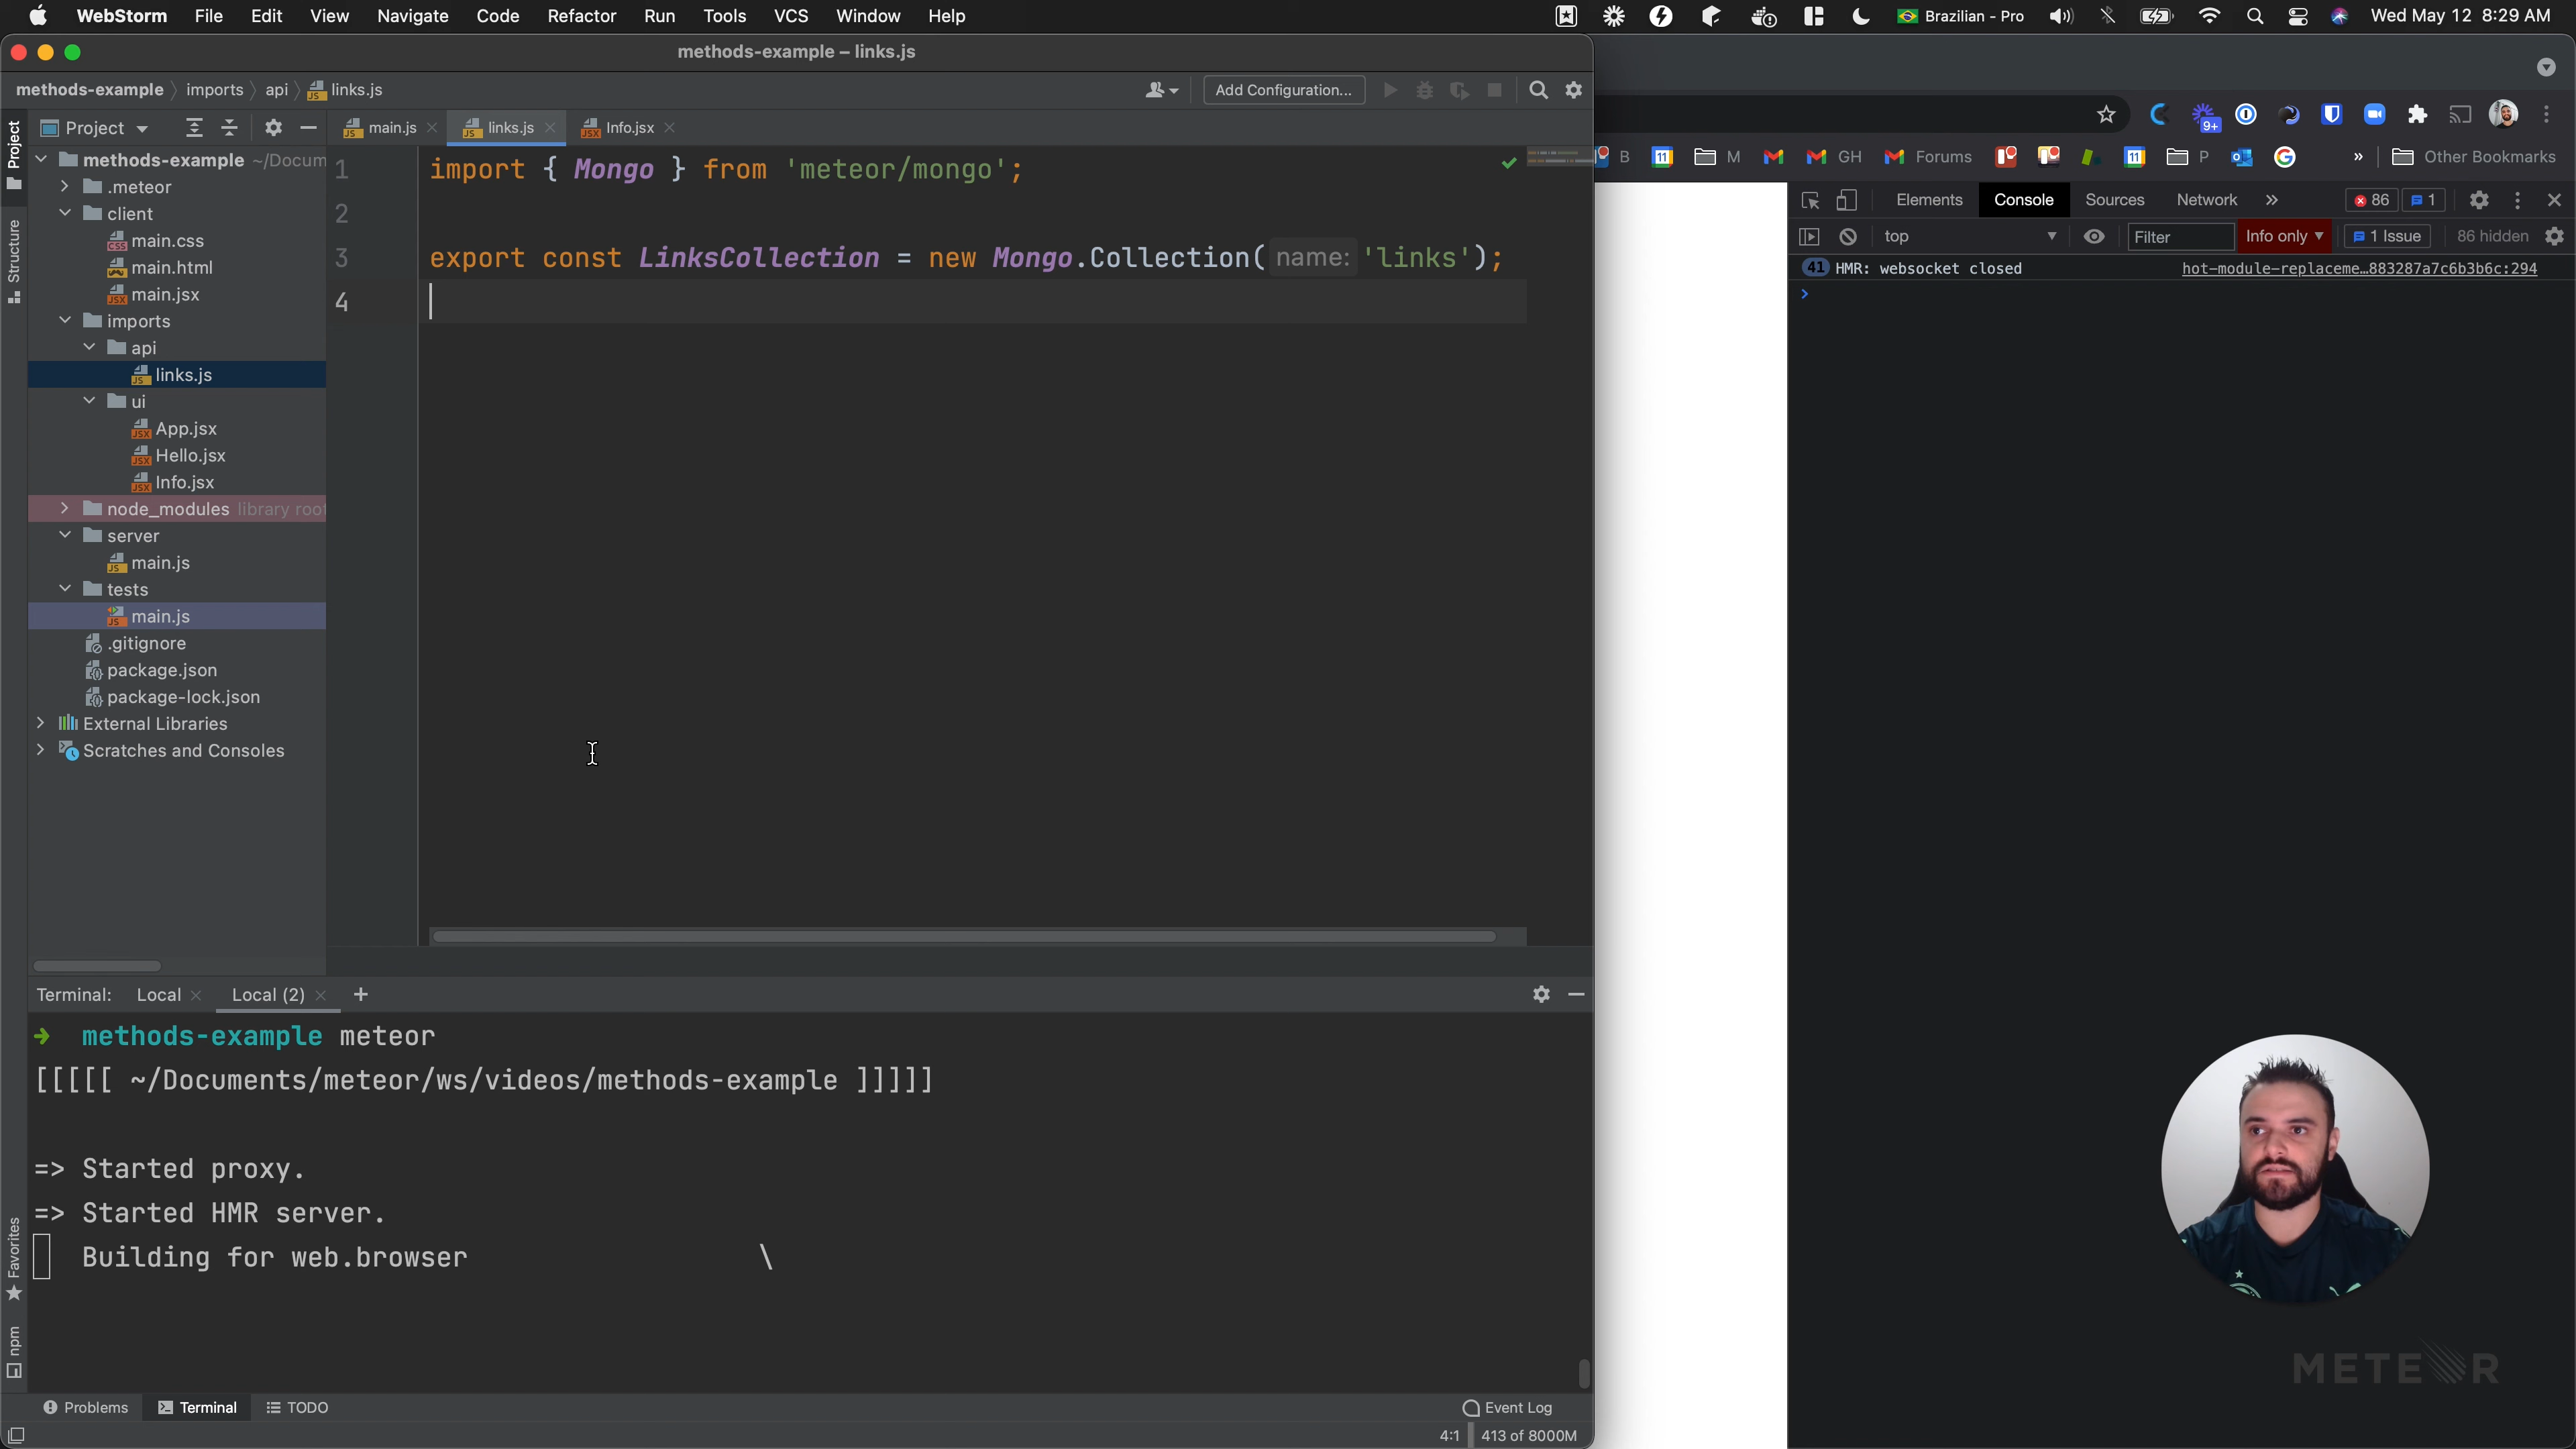 WebStorm File Edit View Navigate Code Refactor Run Tools VCS Window Help
Brazilian - Pro Wed May 12 8:29 AM
methods-example – links.js
methods-example imports api links.js
Add Configuration...
Project
main.js links.js Info.jsx
Project
Structure
Favorites
npm
methods-example ~/Docum
.meteor
client
main.css
main.html
main.jsx
imports
api
links.js
ui
App.jsx
Hello.jsx
Info.jsx
node_modules library root
server
main.js
tests
main.js
.gitignore
package.json
package-lock.json
External Libraries
Scratches and Consoles
1 import { Mongo } from 'meteor/mongo';
2
3 export const LinksCollection = new Mongo.Collection( name: 'links');
4
Terminal: Local Local (2) +
methods-example meteor
[[[[[ ~/Documents/meteor/ws/videos/methods-example ]]]]]
=> Started proxy.
=> Started HMR server.
Building for web.browser \
Problems Terminal TODO Event Log
4:1 413 of 8000M
9+
B 11 M GH Forums 11 P G » Other Bookmarks
Elements Console Sources Network » 86 1
top Filter Info only 1 Issue 86 hidden
41 HMR: websocket closed hot-module-replaceme…883287a7c6b3b6c:294
METEOR